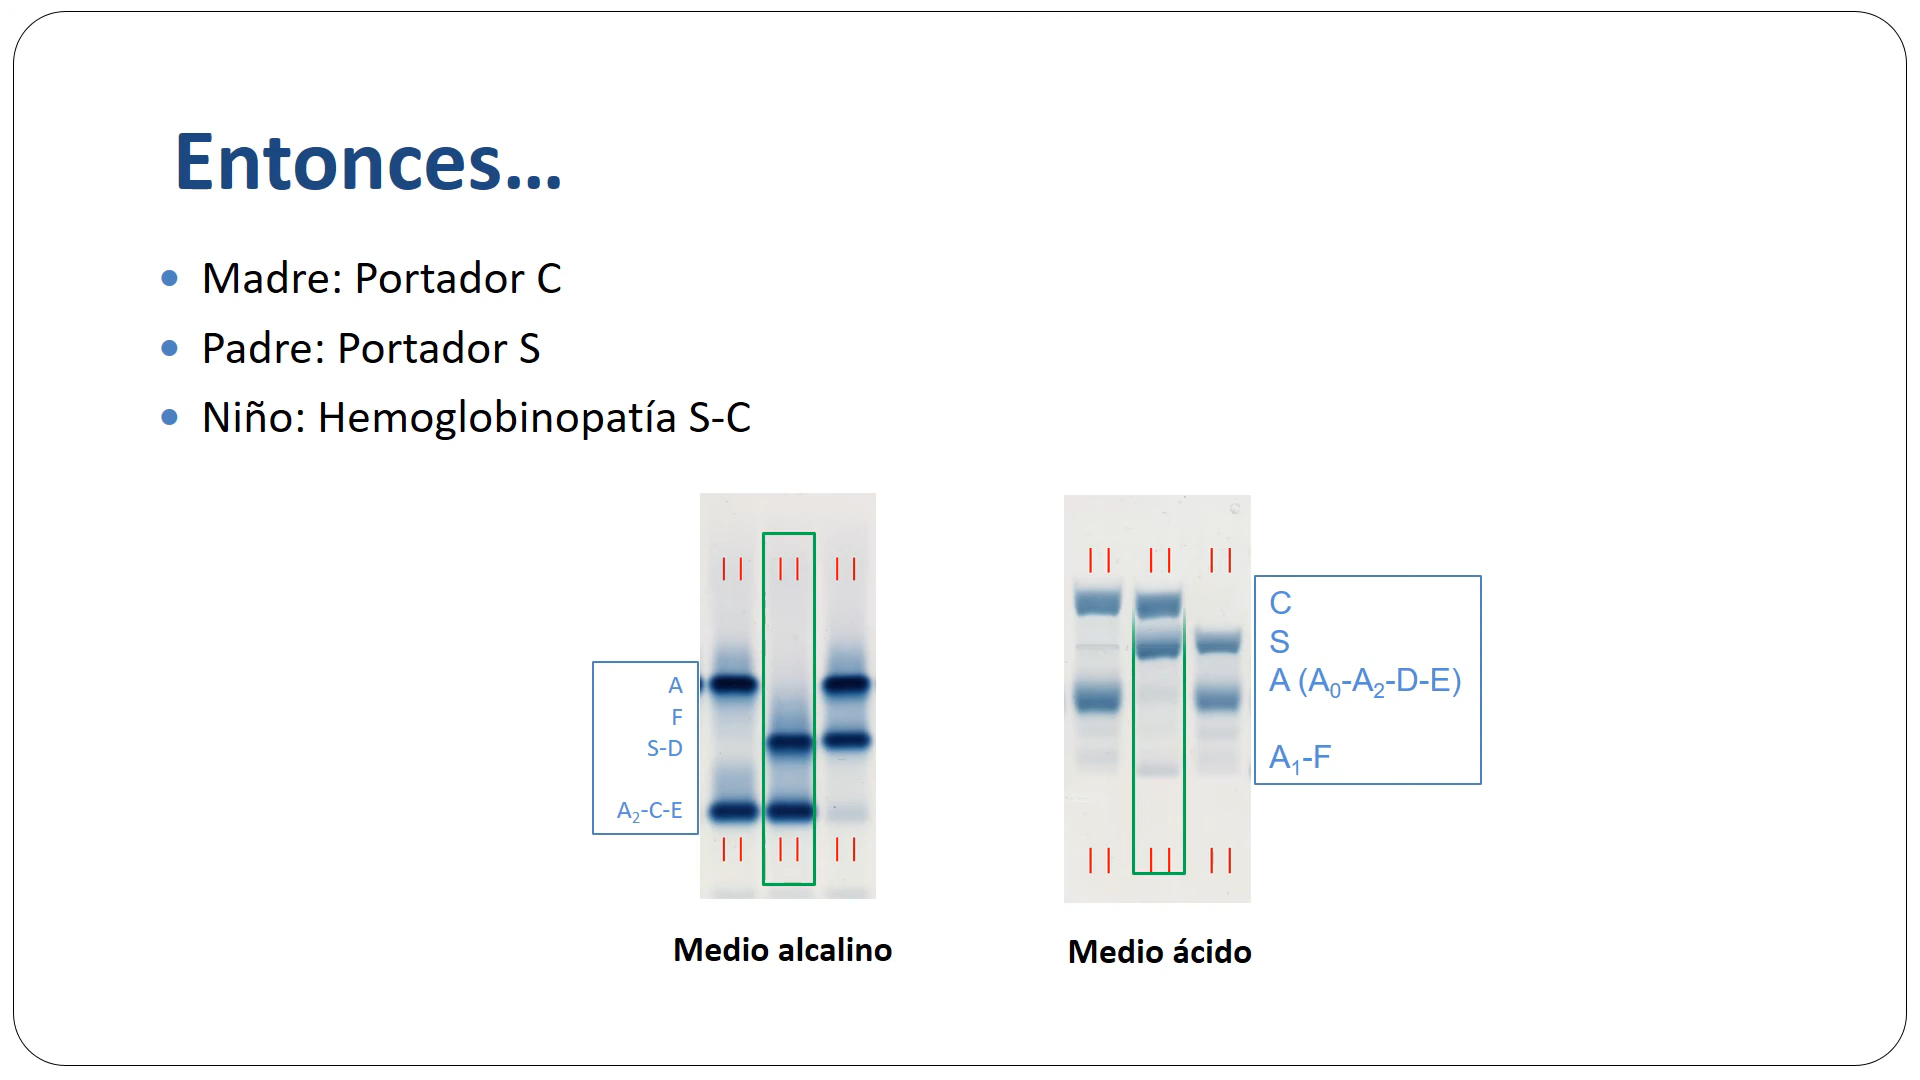 Entonces...
• Madre: Portador C
• Padre: Portador S
• Niño: Hemoglobinopatía S-C
A
F
S-D
A₂-C-E
C
S
A (A₀-A₂-D-E)
A₁-F
Medio alcalino
Medio ácido